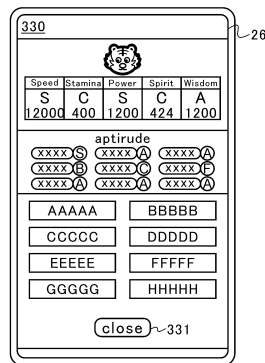 330
26
Speed Stamina Power Spirit Wisdom
S C S C A
12000 400 1200 424 1200
aptirude
XXXX S XXXX A XXXX A
XXXX B XXXX C XXXX F
XXXX A XXXX A XXXX A
AAAAA BBBBB
CCCCC DDDDD
EEEEE FFFFF
GGGGG HHHHH
close 331